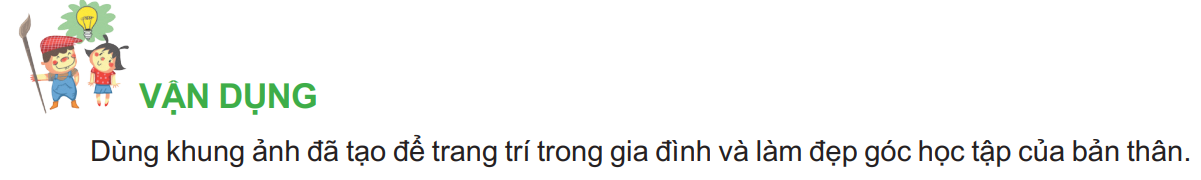 VẬN DỤNG
Dùng khung ảnh đã tạo để trang trí trong gia đình và làm đẹp góc học tập của bản thân.